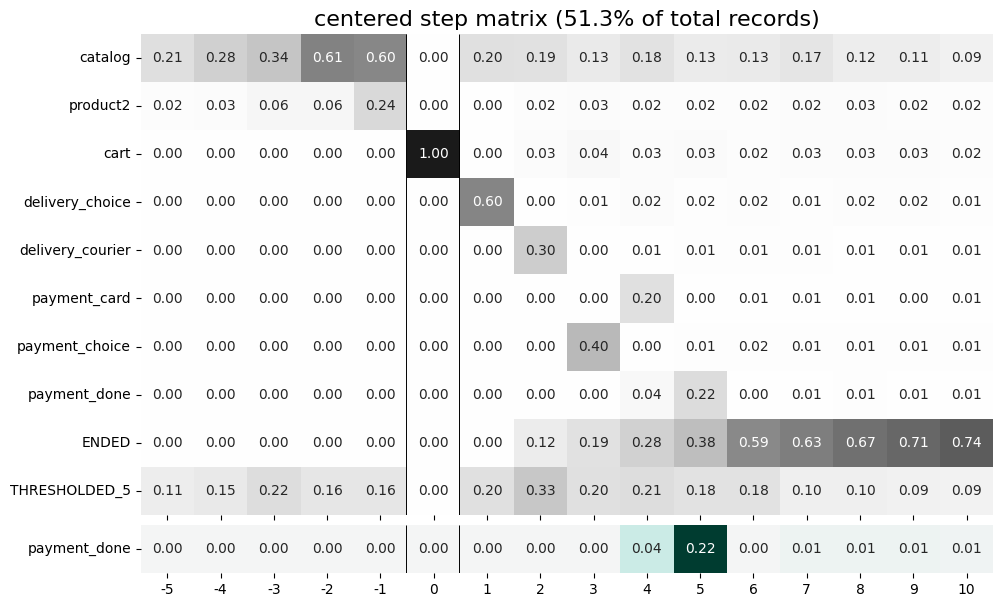 centered step matrix (51.3% of total records)
catalog 0.21 0.28 0.34 0.61 0.60 0.00 0.20 0.19 0.13 0.18 0.13 0.13 0.17 0.12 0.11 0.09
product2 0.02 0.03 0.06 0.06 0.24 0.00 0.00 0.02 0.03 0.02 0.02 0.02 0.02 0.03 0.02 0.02
cart 0.00 0.00 0.00 0.00 0.00 1.00 0.00 0.03 0.04 0.03 0.03 0.02 0.03 0.03 0.03 0.02
delivery_choice 0.00 0.00 0.00 0.00 0.00 0.00 0.60 0.00 0.01 0.02 0.02 0.02 0.01 0.02 0.02 0.01
delivery_courier 0.00 0.00 0.00 0.00 0.00 0.00 0.00 0.30 0.00 0.01 0.01 0.01 0.01 0.01 0.01 0.01
payment_card 0.00 0.00 0.00 0.00 0.00 0.00 0.00 0.00 0.00 0.20 0.00 0.01 0.01 0.01 0.00 0.01
payment_choice 0.00 0.00 0.00 0.00 0.00 0.00 0.00 0.00 0.40 0.00 0.01 0.02 0.01 0.01 0.01 0.01
payment_done 0.00 0.00 0.00 0.00 0.00 0.00 0.00 0.00 0.00 0.04 0.22 0.00 0.01 0.01 0.01 0.01
ENDED 0.00 0.00 0.00 0.00 0.00 0.00 0.00 0.12 0.19 0.28 0.38 0.59 0.63 0.67 0.71 0.74
THRESHOLDED_5 0.11 0.15 0.22 0.16 0.16 0.00 0.20 0.33 0.20 0.21 0.18 0.18 0.10 0.10 0.09 0.09
payment_done 0.00 0.00 0.00 0.00 0.00 0.00 0.00 0.00 0.00 0.04 0.22 0.00 0.01 0.01 0.01 0.01
-5 -4 -3 -2 -1 0 1 2 3 4 5 6 7 8 9 10